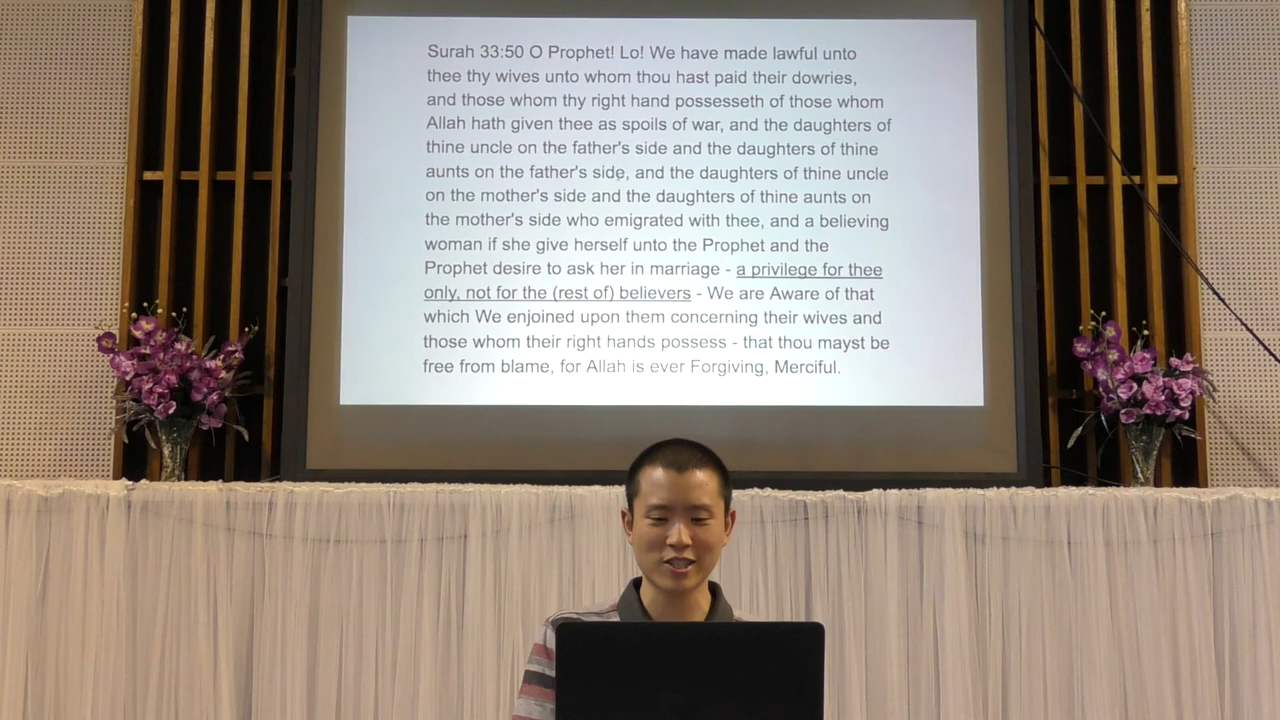 Surah 33:50 O Prophet! Lo! We have made lawful unto
thee thy wives unto whom thou hast paid their dowries,
and those whom thy right hand possesseth of those whom
Allah hath given thee as spoils of war, and the daughters of
thine uncle on the father's side and the daughters of thine
aunts on the father's side, and the daughters of thine uncle
on the mother's side and the daughters of thine aunts on
the mother's side who emigrated with thee, and a believing
woman if she give herself unto the Prophet and the
Prophet desire to ask her in marriage - a privilege for thee
only, not for the (rest of) believers - We are Aware of that
which We enjoined upon them concerning their wives and
those whom their right hands possess - that thou mayst be
free from blame, for Allah is ever Forgiving, Merciful.